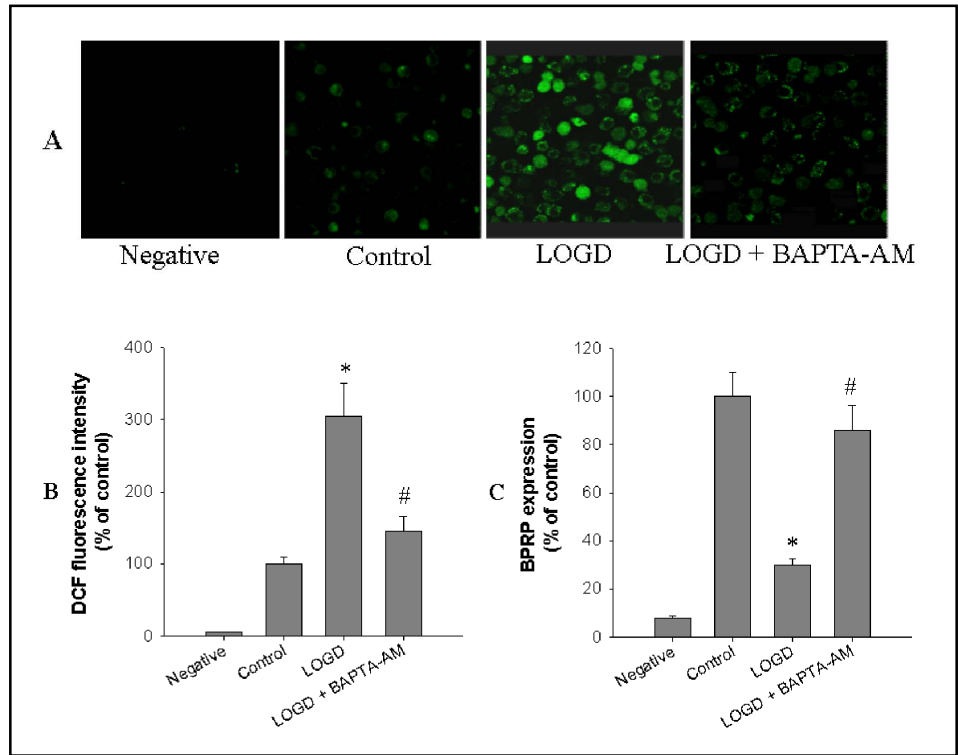 A
Negative
Control
LOGD
LOGD + BAPTA-AM
B
DCF fluorescence intensity
(% of control)
400
300
200
100
0
*
#
Negative
Control
LOGD
LOGD + BAPTA-AM
C
BPRP expression
(% of control)
120
100
80
60
40
20
0
*
#
Negative
Control
LOGD
LOGD + BAPTA-AM